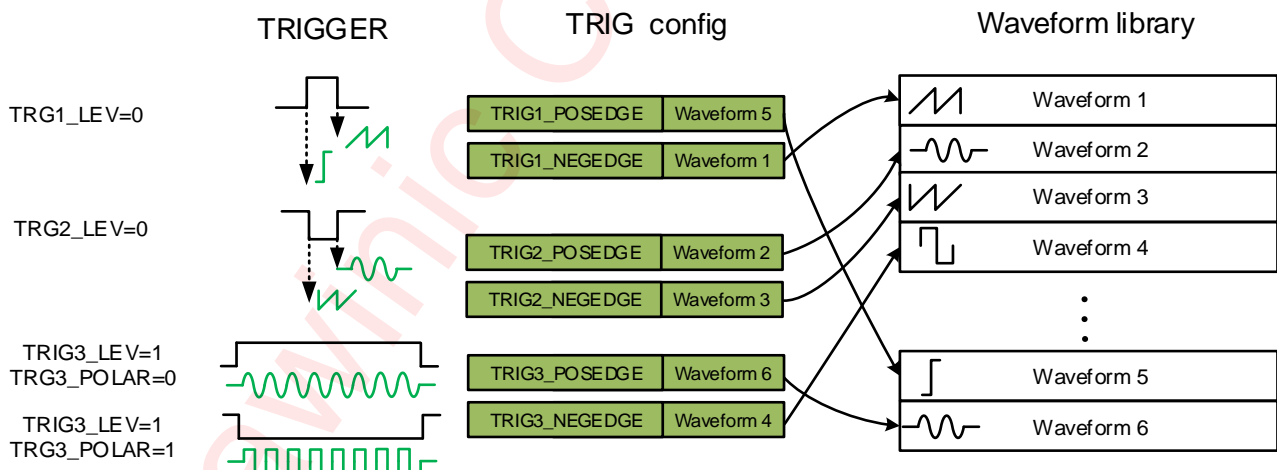 TRIGGER
TRIG config
Waveform library
TRG1_LEV=0
TRIG1_POSEDGE Waveform 5
TRIG1_NEGEDGE Waveform 1
Waveform 1
Waveform 2
Waveform 3
Waveform 4
TRG2_LEV=0
TRIG2_POSEDGE Waveform 2
TRIG2_NEGEDGE Waveform 3
TRIG3_LEV=1
TRG3_POLAR=0
TRIG3_POSEDGE Waveform 6
TRIG3_NEGEDGE Waveform 4
Waveform 5
Waveform 6
TRIG3_LEV=1
TRG3_POLAR=1
awinic C